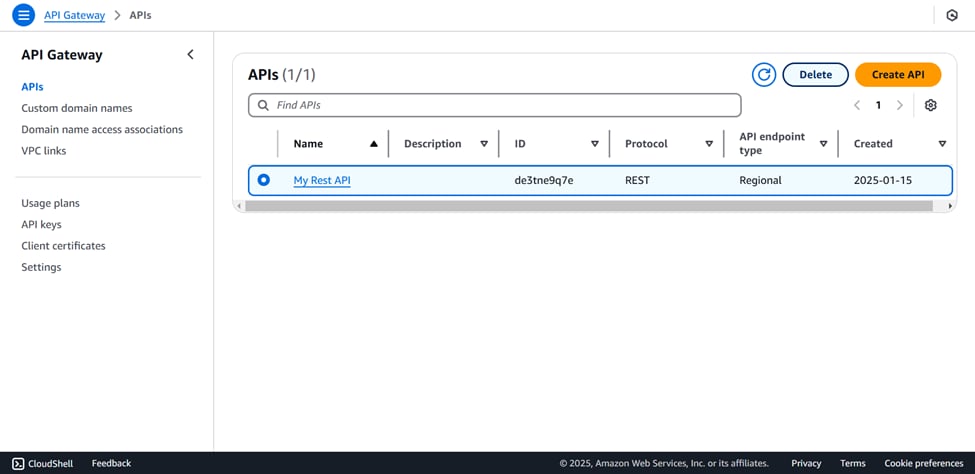 API Gateway > APIs
API Gateway
APIs
Custom domain names
Domain name access associations
VPC links
Usage plans
API keys
Client certificates
Settings
APIs (1/1)
Delete
Create API
Find APIs
1
Name Description ID Protocol API endpoint type Created
My Rest API de3tne9q7e REST Regional 2025-01-15
CloudShell Feedback © 2025, Amazon Web Services, Inc. or its affiliates. Privacy Terms Cookie preferences